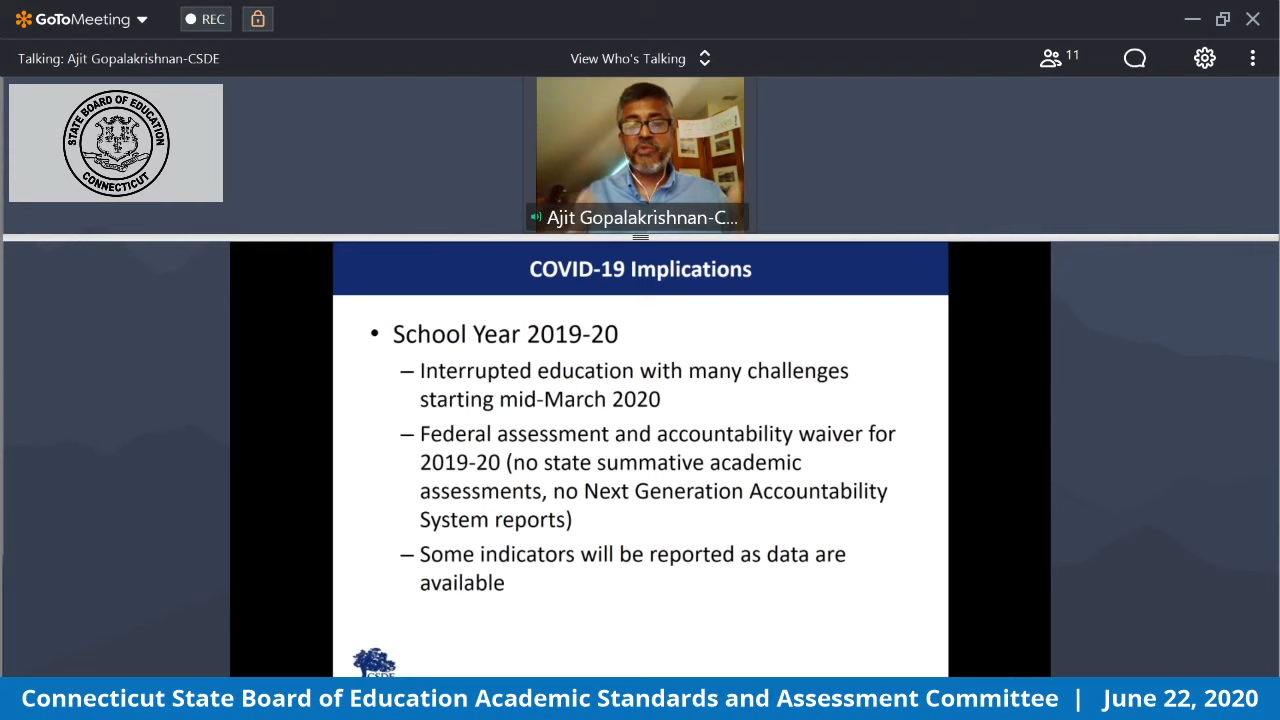 GoToMeeting
REC
Talking: Ajit Gopalakrishnan-CSDE
View Who's Talking
11
STATE BOARD OF EDUCATION
CONNECTICUT
Ajit Gopalakrishnan-C...
COVID-19 Implications
• School Year 2019-20
– Interrupted education with many challenges
starting mid-March 2020
– Federal assessment and accountability waiver for
2019-20 (no state summative academic
assessments, no Next Generation Accountability
System reports)
– Some indicators will be reported as data are
available
CSDE
Connecticut State Board of Education Academic Standards and Assessment Committee | June 22, 2020